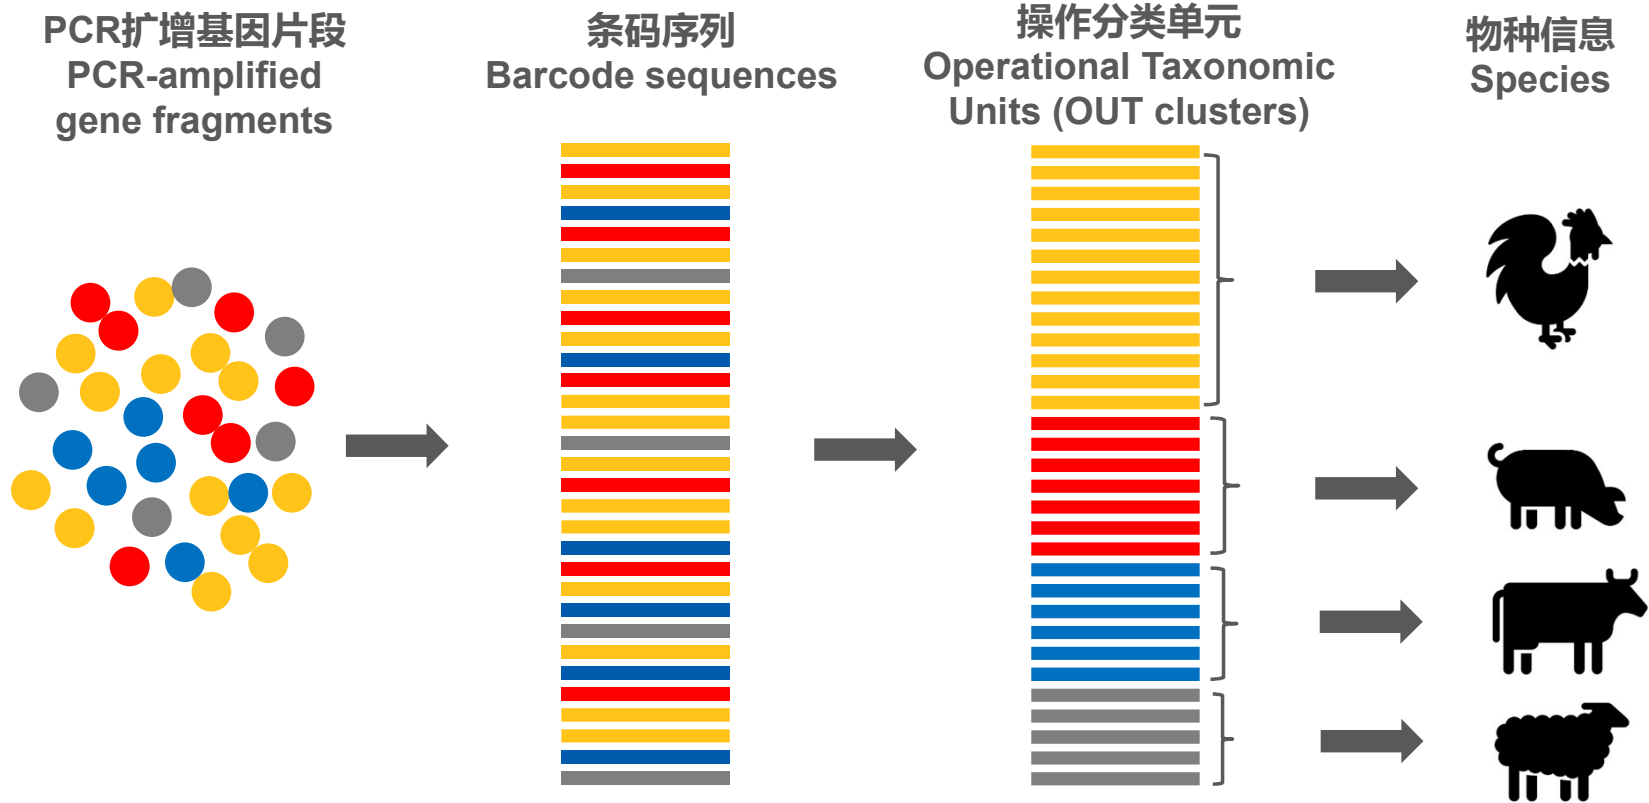 PCR扩增基因片段
PCR-amplified
gene fragments
条码序列
Barcode sequences
操作分类单元
Operational Taxonomic
Units (OUT clusters)
物种信息
Species